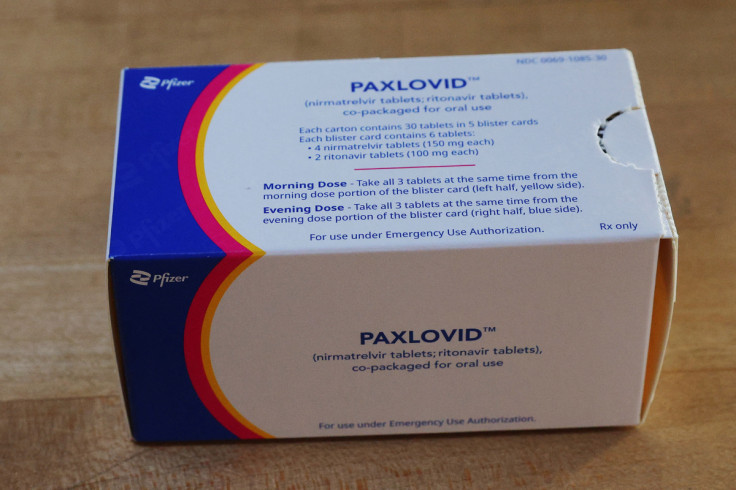 Pfizer
NDC 0069-1085-30
PAXLOVID™
(nirmatrelvir tablets; ritonavir tablets),
co-packaged for oral use
Each carton contains 30 tablets in 5 blister cards
Each blister card contains 6 tablets:
• 4 nirmatrelvir tablets (150 mg each)
• 2 ritonavir tablets (100 mg each)
Morning Dose - Take all 3 tablets at the same time from the
morning dose portion of the blister card (left half, yellow side).
Evening Dose - Take all 3 tablets at the same time from the
evening dose portion of the blister card (right half, blue side).
For use under Emergency Use Authorization.
Rx only
Pfizer
PAXLOVID™
(nirmatrelvir tablets; ritonavir tablets),
co-packaged for oral use
For use under Emergency Use Authorization.